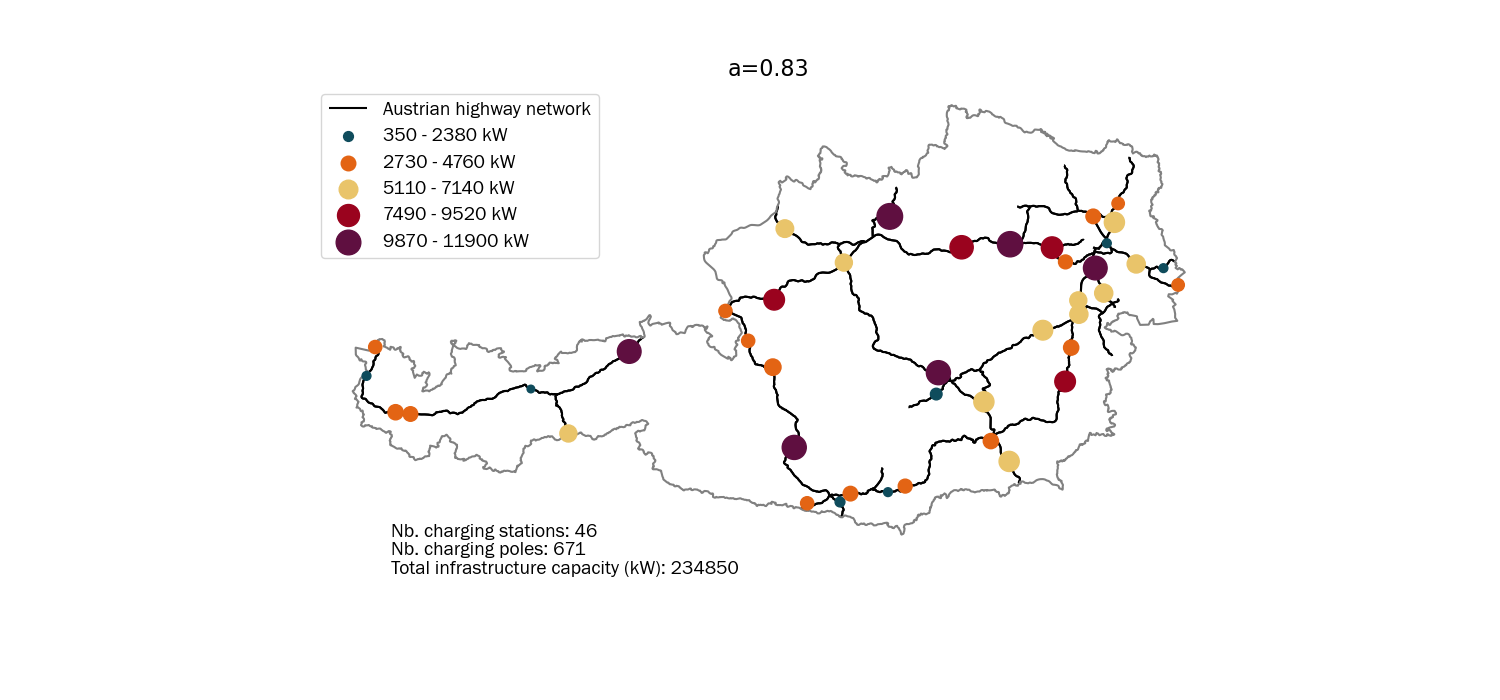 a=0.83
Austrian highway network
350 - 2380 kW
2730 - 4760 kW
5110 - 7140 kW
7490 - 9520 kW
9870 - 11900 kW
Nb. charging stations: 46
Nb. charging poles: 671
Total infrastructure capacity (kW): 234850